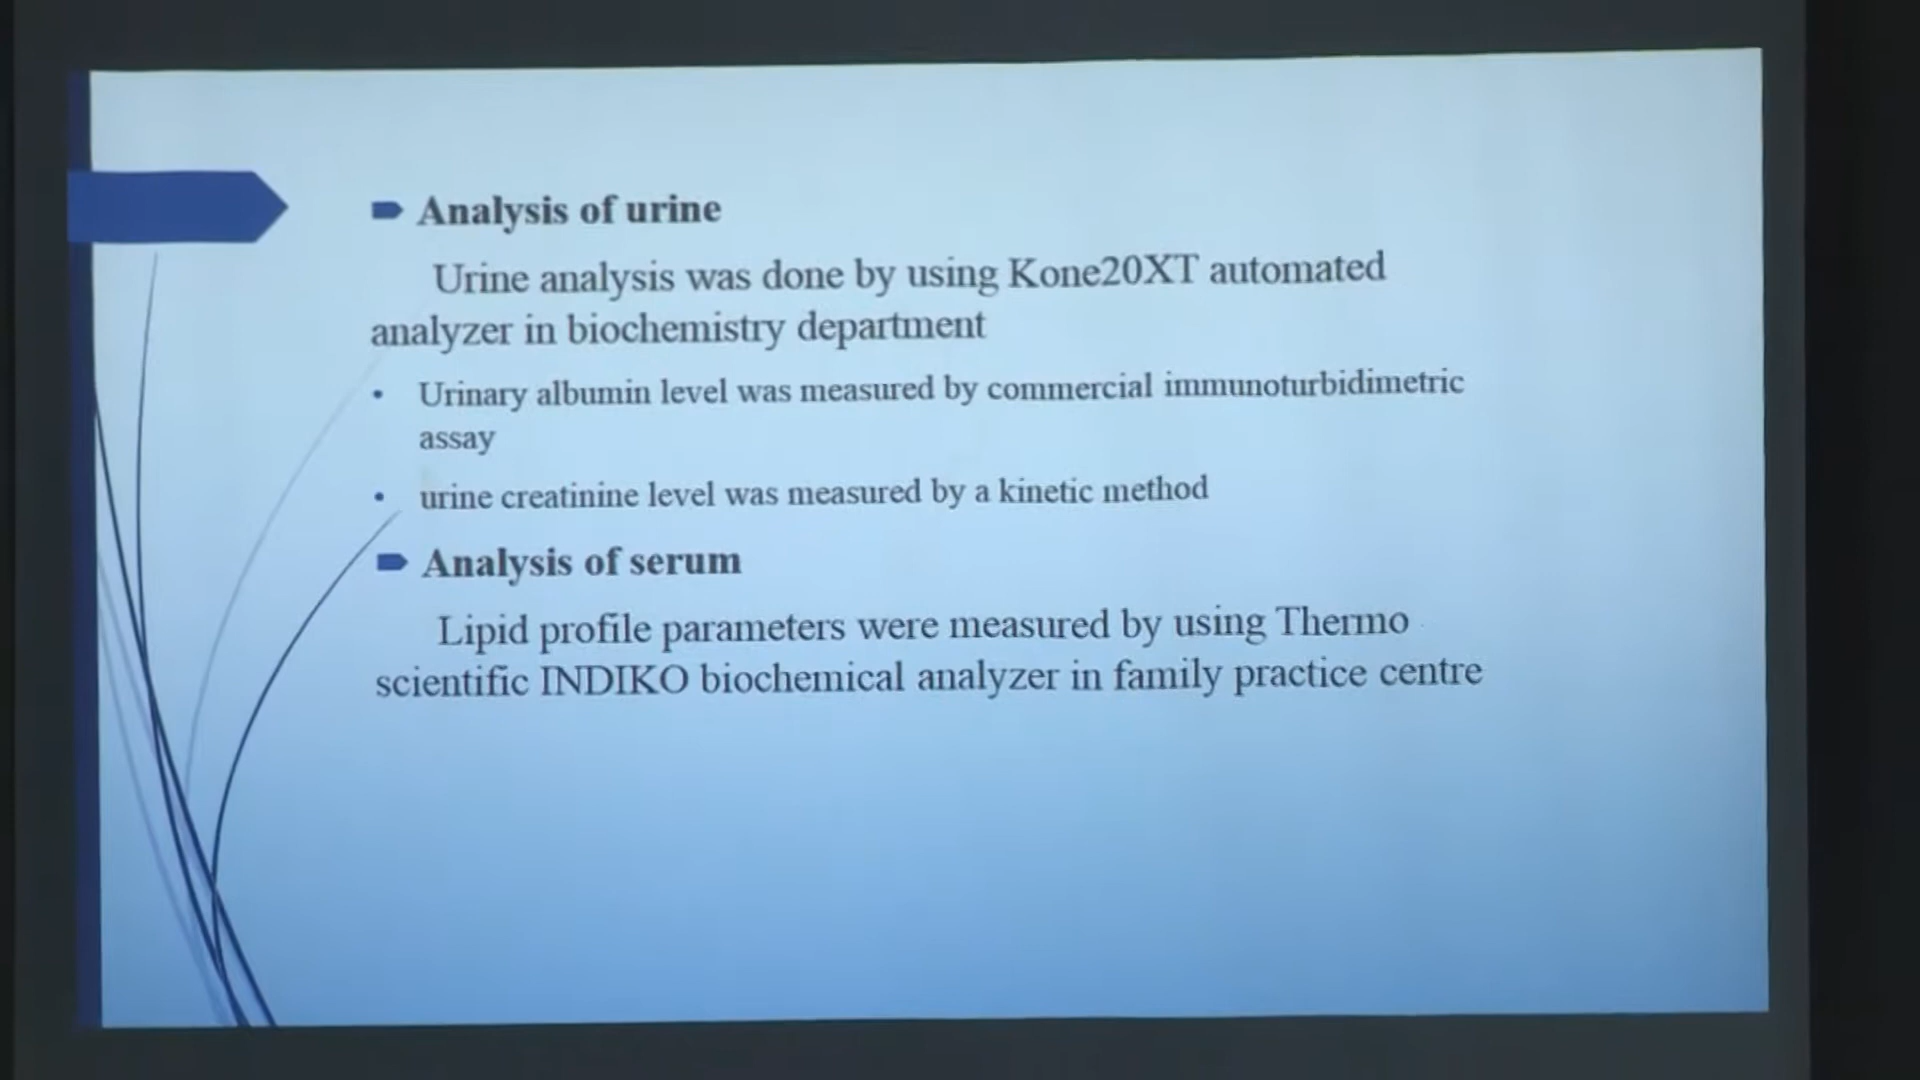 Analysis of urine
Urine analysis was done by using Kone20XT automated
analyzer in biochemistry department
• Urinary albumin level was measured by commercial immunoturbidimetric
assay
• urine creatinine level was measured by a kinetic method
Analysis of serum
Lipid profile parameters were measured by using Thermo
scientific INDIKO biochemical analyzer in family practice centre